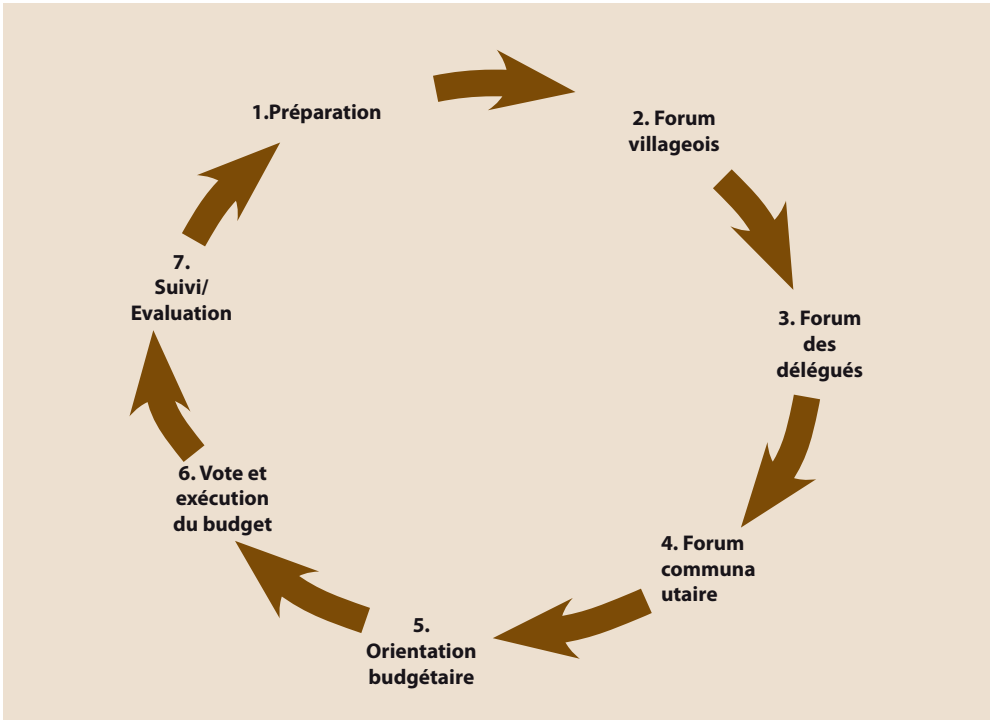 1.Préparation
2. Forum
villageois
3. Forum
des
délégués
4. Forum
communa
utaire
5.
Orientation
budgétaire
6. Vote et
exécution
du budget
7.
Suivi/
Evaluation